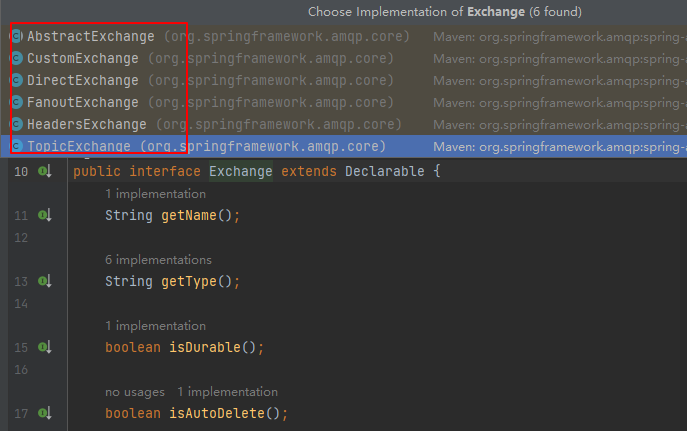 Choose Implementation of Exchange (6 found)
AbstractExchange (org.springframework.amqp.core) Maven: org.springframework.amqp:spring-a
CustomExchange (org.springframework.amqp.core) Maven: org.springframework.amqp:spring-a
DirectExchange (org.springframework.amqp.core) Maven: org.springframework.amqp:spring-a
FanoutExchange (org.springframework.amqp.core) Maven: org.springframework.amqp:spring-a
HeadersExchange (org.springframework.amqp.core) Maven: org.springframework.amqp:spring-a
TopicExchange (org.springframework.amqp.core) Maven: org.springframework.amqp:spring-a
10 public interface Exchange extends Declarable {
1 implementation
11 String getName();
12
6 implementations
13 String getType();
14
1 implementation
15 boolean isDurable();
16
no usages 1 implementation
17 boolean isAutoDelete();